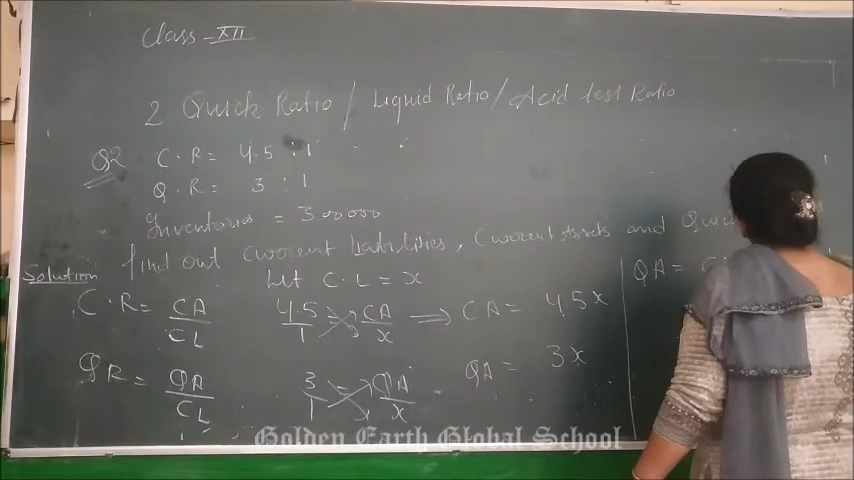 Class - XII
2 Quick Ratio / Liquid Ratio / Acid test Ratio
Q2 C.R = 4.5 : 1
Q.R = 3 : 1
Inventories = 300000
Find out Current Liabilities, Current Assets and Quick
Solution Let C.L = x
C.R = CA/CL 4.5/1 = CA/x ⇒ CA = 4.5x
QR = QA/CL 3/1 = QA/x QA = 3x
QA =
Golden Earth Global School